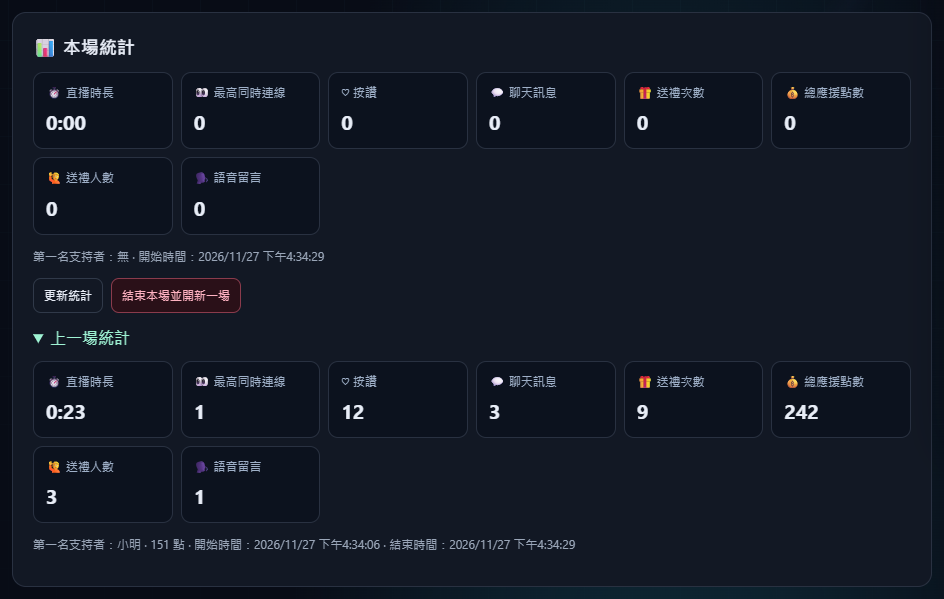 本場統計
直播時長 最高同時連線 ♡ 按讚 聊天訊息 送禮次數 總應援點數
0:00 0 0 0 0 0
送禮人數 語音留言
0 0
第一名支持者：無 · 開始時間：2026/11/27 下午4:34:29
更新統計 結束本場並開新一場
▼ 上一場統計
直播時長 最高同時連線 ♡ 按讚 聊天訊息 送禮次數 總應援點數
0:23 1 12 3 9 242
送禮人數 語音留言
3 1
第一名支持者：小明 · 151 點 · 開始時間：2026/11/27 下午4:34:06 · 結束時間：2026/11/27 下午4:34:29